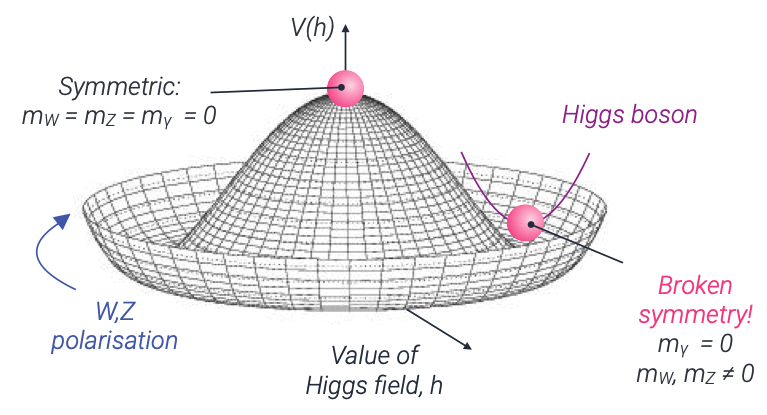 V(h)
Symmetric:
mW = mZ = mγ = 0
Higgs boson
W,Z
polarisation
Value of
Higgs field, h
Broken
symmetry!
mγ = 0
mW, mZ ≠ 0